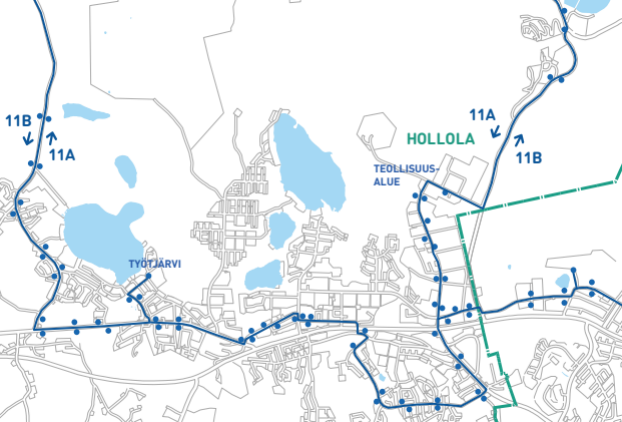 11B
11A
TYÖTJÄRVI
HOLLOLA
TEOLLISUUS-
ALUE
11A
11B